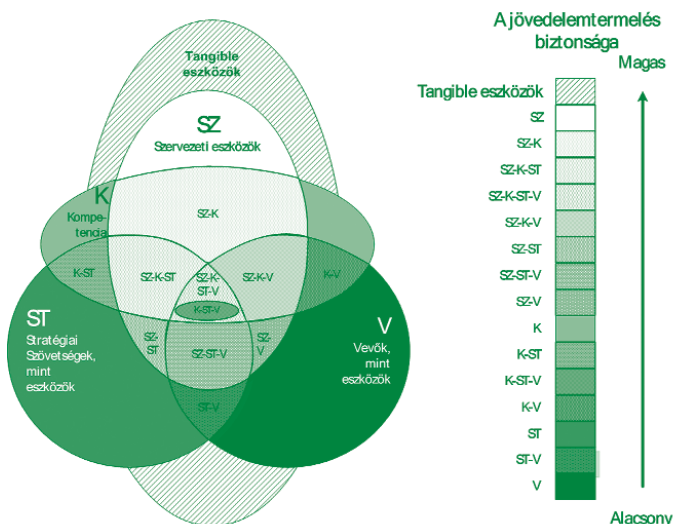 Tangible
eszközök
SZ
Szervezeti eszközök
K
Kompe-
tencia
SZ-K
K-ST
SZ-K-ST
SZ-K-
ST-V
SZ-K-V
K-V
K-ST-V
ST
Stratégiai
Szövetségek,
mint
eszközök
SZ-
ST
SZ-ST-V
SZ-
V
V
Vevők,
mint
eszközök
ST-V
A jövedelemtermelés
biztonsága
Magas
Tangible eszközök
SZ
SZ-K
SZ-K-ST
SZ-K-ST-V
SZ-K-V
SZ-ST
SZ-ST-V
SZ-V
K
K-ST
K-ST-V
K-V
ST
ST-V
V
Alacsony